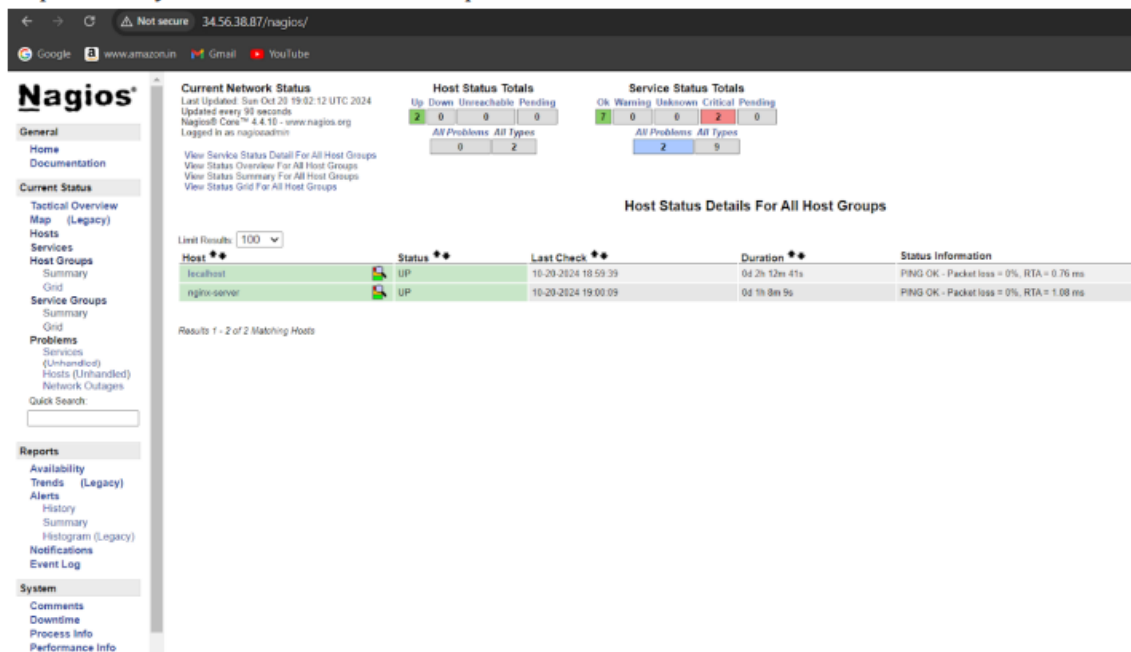 Not secure 34.56.38.87/nagios/
Google www.amazon.in Gmail YouTube
Nagios®
General
Home
Documentation
Current Status
Tactical Overview
Map (Legacy)
Hosts
Services
Host Groups
Summary
Grid
Service Groups
Summary
Grid
Problems
Services
(Unhandled)
Hosts (Unhandled)
Network Outages
Quick Search:
Reports
Availability
Trends (Legacy)
Alerts
History
Summary
Histogram (Legacy)
Notifications
Event Log
System
Comments
Downtime
Process Info
Performance Info
Current Network Status
Last Updated: Sun Oct 20 19:02:12 UTC 2024
Updated every 90 seconds
Nagios® Core™ 4.4.10 - www.nagios.org
Logged in as nagiosadmin
View Service Status Detail For All Host Groups
View Status Overview For All Host Groups
View Status Summary For All Host Groups
View Status Grid For All Host Groups
Host Status Totals
Up Down Unreachable Pending
2 0 0 0
All Problems All Types
0 2
Service Status Totals
Ok Warning Unknown Critical Pending
7 0 0 2 0
All Problems All Types
2 9
Host Status Details For All Host Groups
Limit Results: 100
Host Status Last Check Duration Status Information
localhost UP 10-20-2024 18:59:39 0d 2h 12m 41s PING OK - Packet loss = 0%, RTA = 0.76 ms
nginx-server UP 10-20-2024 19:00:09 0d 1h 8m 9s PING OK - Packet loss = 0%, RTA = 1.08 ms
Results 1 - 2 of 2 Matching Hosts